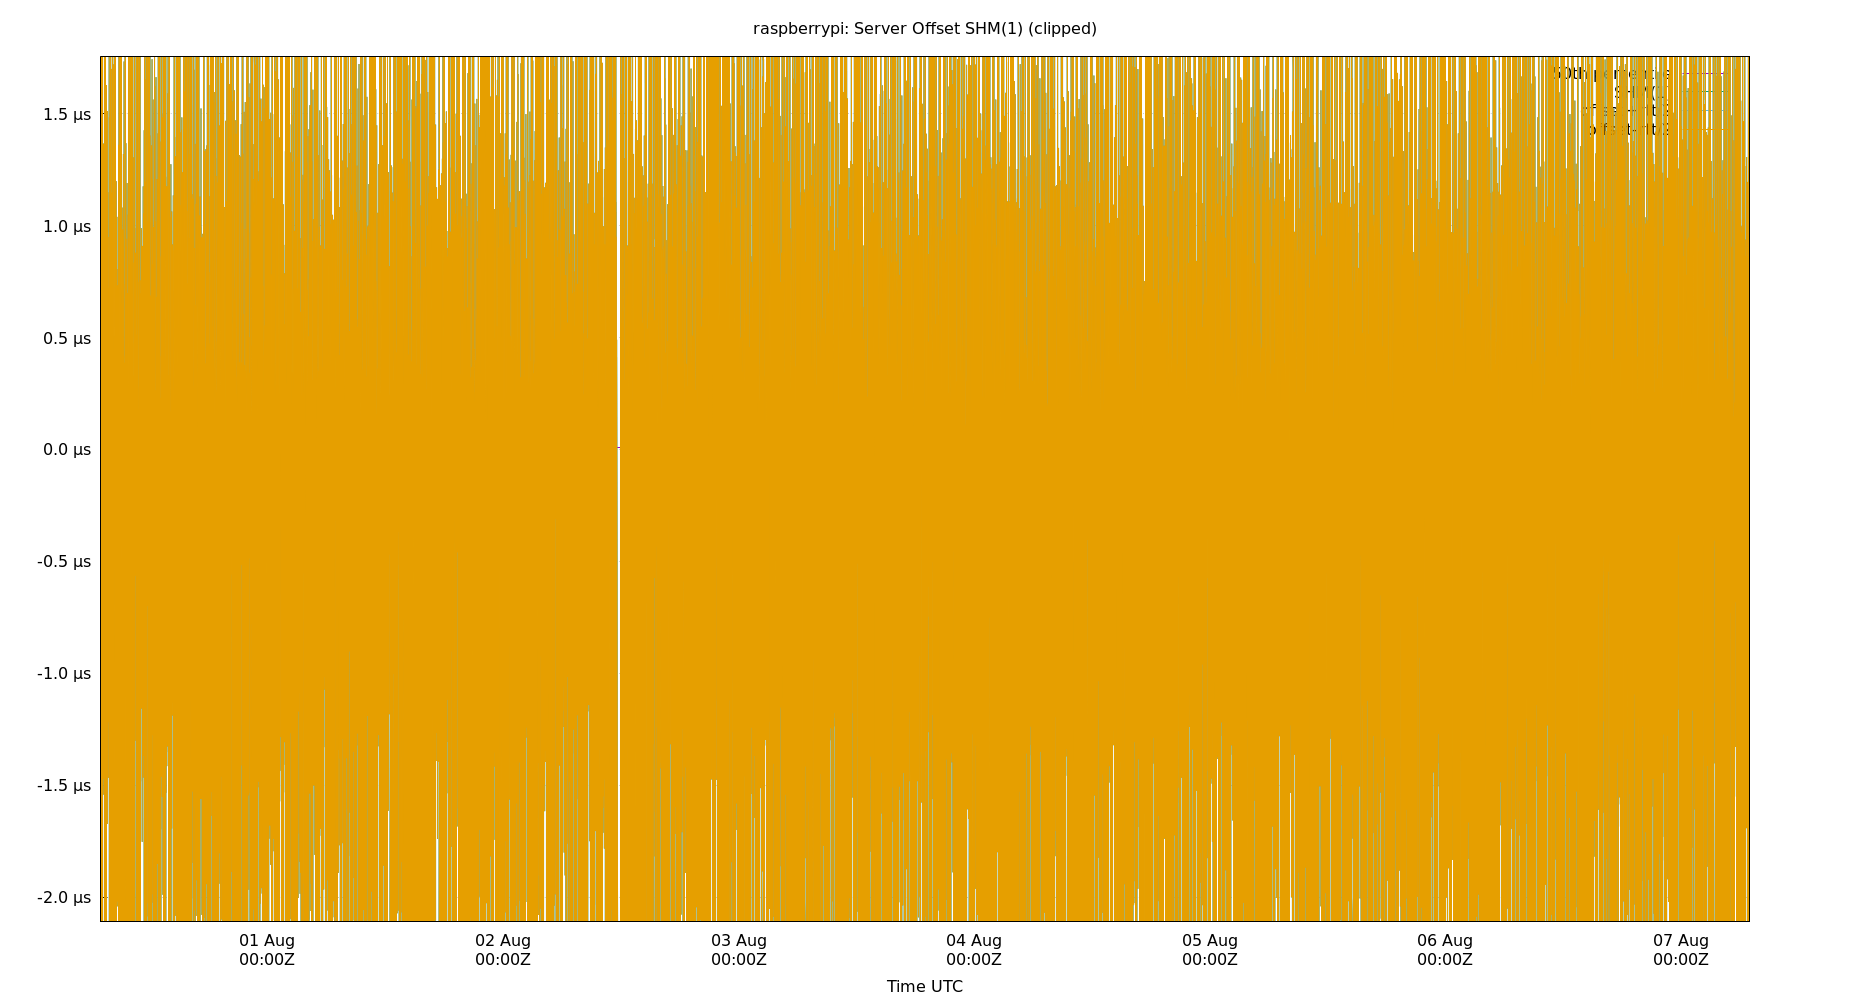 raspberrypi: Server Offset SHM(1) (clipped)
1.5 µs
1.0 µs
0.5 µs
0.0 µs
-0.5 µs
-1.0 µs
-1.5 µs
-2.0 µs
01 Aug 02 Aug 03 Aug 04 Aug 05 Aug 06 Aug 07 Aug
00:00Z 00:00Z 00:00Z 00:00Z 00:00Z 00:00Z 00:00Z
Time UTC